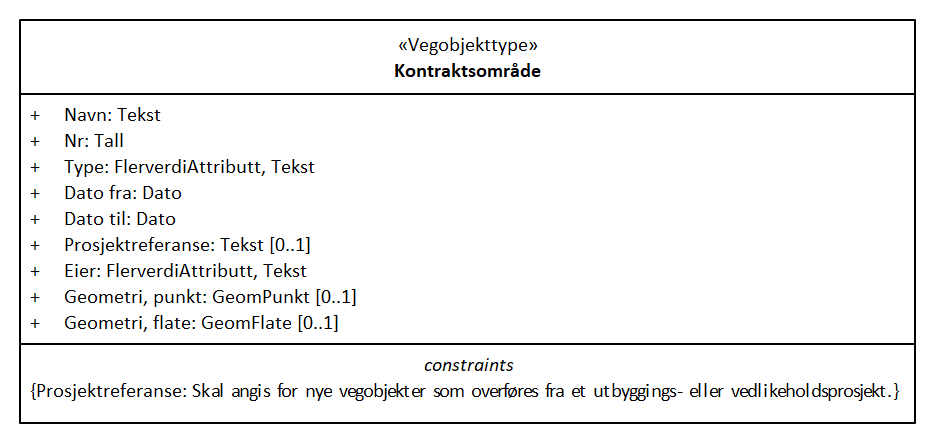 «Vegobjekttype»
Kontraktsområde
+ Navn: Tekst
+ Nr: Tall
+ Type: FlerverdiAttributt, Tekst
+ Dato fra: Dato
+ Dato til: Dato
+ Prosjektreferanse: Tekst [0..1]
+ Eier: FlerverdiAttributt, Tekst
+ Geometri, punkt: GeomPunkt [0..1]
+ Geometri, flate: GeomFlate [0..1]
constraints
{Prosjektreferanse: Skal angis for nye vegobjekter som overføres fra et utbyggings- eller vedlikeholdsprosjekt.}